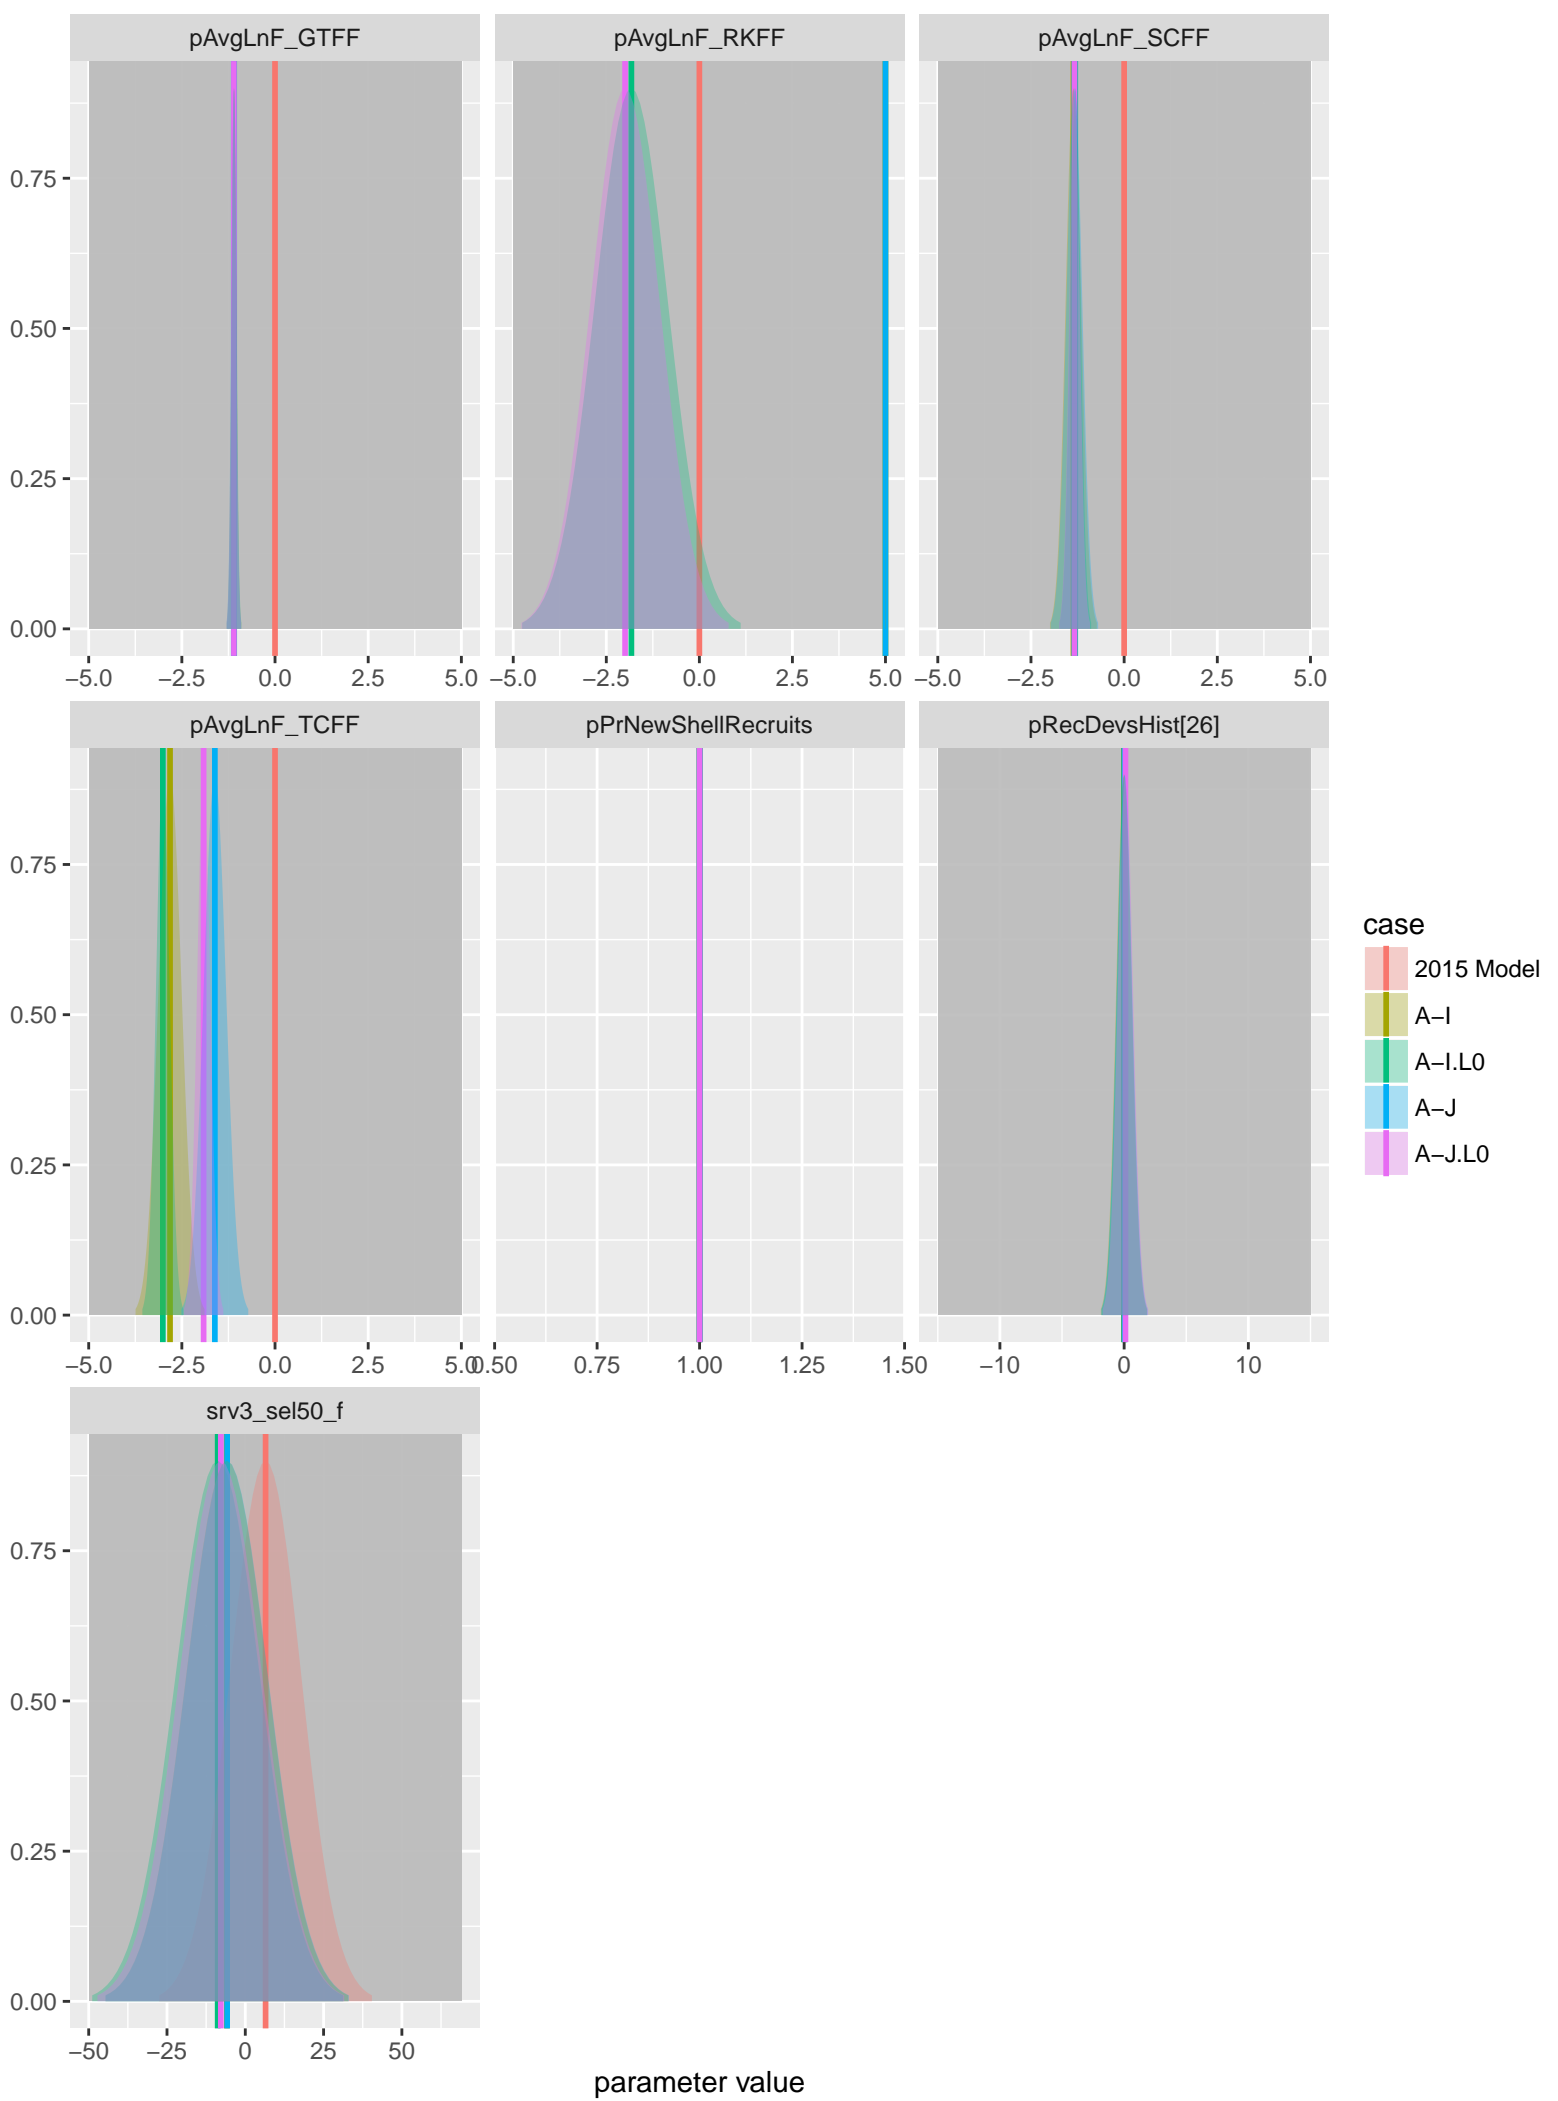 pAvgLnF_GTFF
pAvgLnF_RKFF
pAvgLnF_SCFF
0.75
0.50
0.25
0.00
−5.0 −2.5 0.0 2.5 5.0
−5.0 −2.5 0.0 2.5 5.0
−5.0 −2.5 0.0 2.5 5.0
pAvgLnF_TCFF
pPrNewShellRecruits
pRecDevsHist[26]
0.75
0.50
0.25
0.00
−5.0 −2.5 0.0 2.5 5.0
0.50 0.75 1.00 1.25 1.50
−10 0 10
case
2015 Model
A−I
A−I.L0
A−J
A−J.L0
srv3_sel50_f
0.75
0.50
0.25
0.00
−50 −25 0 25 50
parameter value